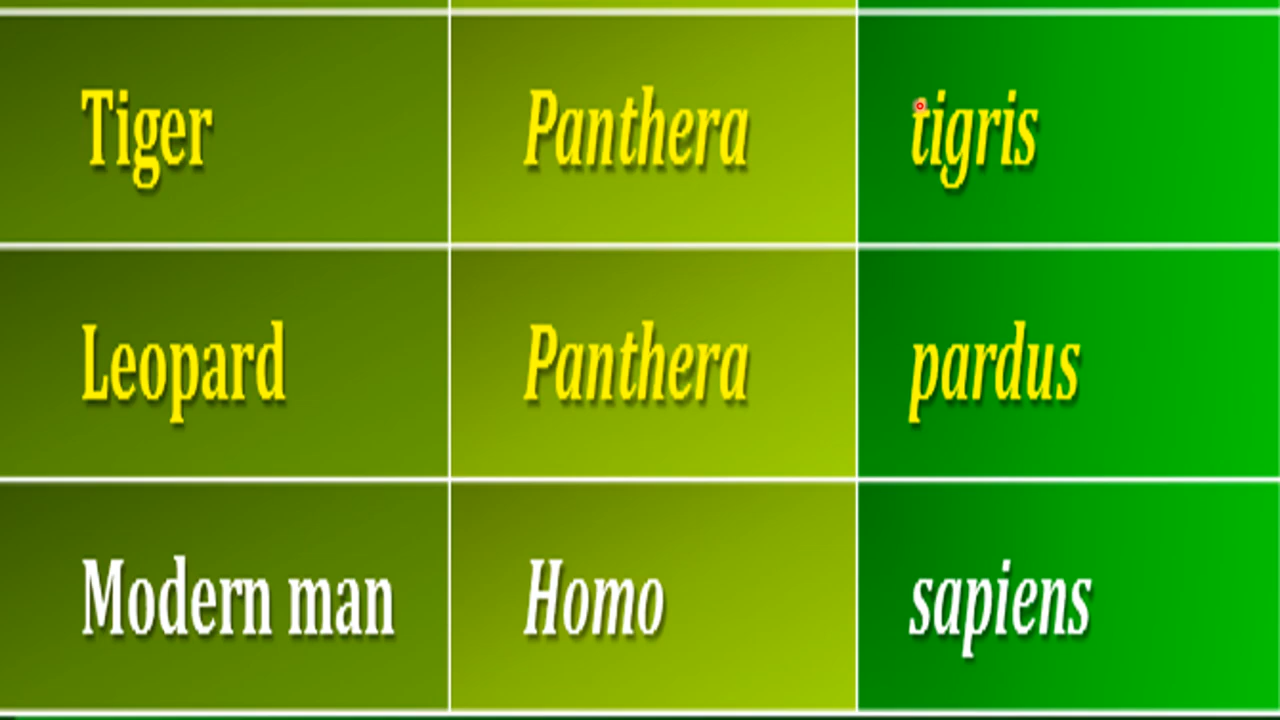 Tiger Panthera tigris
Leopard Panthera pardus
Modern man Homo sapiens